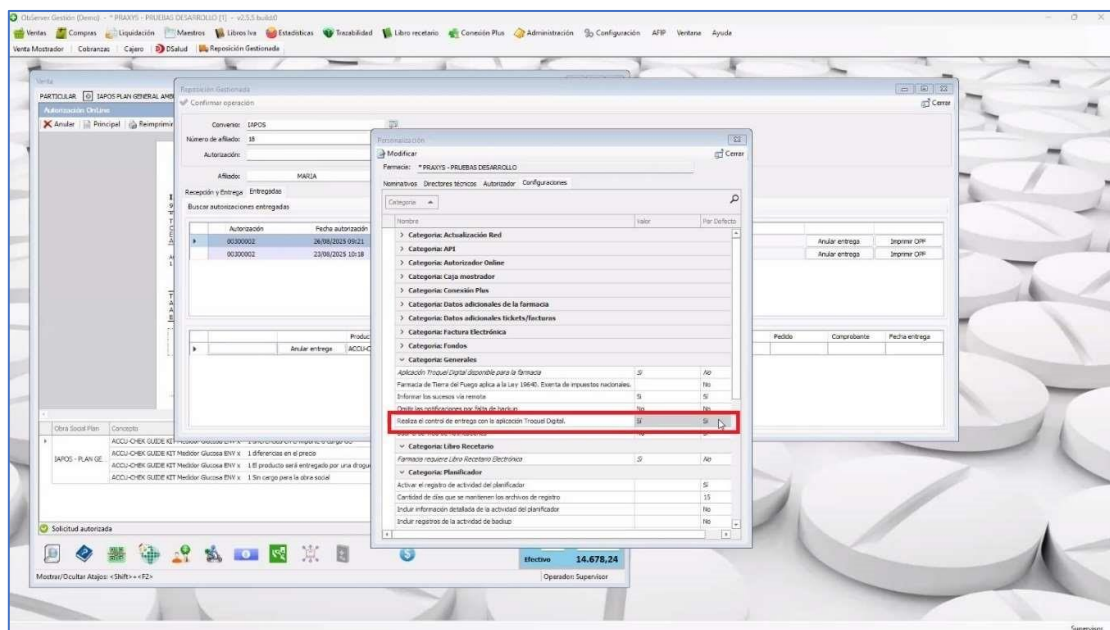 ObServer Gestión (Demo) - * PRAXYS - PRUEBAS DESARROLLO [1] - v2.5.5 build:0
Ventas Compras Liquidación Maestros Libros Iva Estadísticas Trazabilidad Libro recetario Conexión Plus Administración Configuración AFIP Ventana Ayuda
Venta Mostrador Cobranzas Cajero DSalud Reposición Gestionada
Venta
PARTICULAR IAPOS PLAN GENERAL AMB
Autorización OnLine
Anular Principal Reimprimir
Reposición Gestionada
Confirmar operación
Cerrar
Convenio: IAPOS
Número de afiliado: 18
Autorización:
Afiliado: MARIA
Recepción y Entrega Entregadas
Buscar autorizaciones entregadas
Autorización Fecha autorización
00300002 26/08/2025 09:21 Anular entrega Imprimir OPF
00300002 23/08/2025 10:18 Anular entrega Imprimir OPF
Produc Pedido Comprobante Fecha entrega
Anular entrega ACCU-C
Personalización
Modificar Cerrar
Farmacia: * PRAXYS - PRUEBAS DESARROLLO
Nominativos Directores técnicos Autorizador Configuraciones
Categoría
Nombre Valor Por Defecto
Categoría: Actualización Red
Categoría: API
Categoría: Autorizador Online
Categoría: Caja mostrador
Categoría: Conexión Plus
Categoría: Datos adicionales de la farmacia
Categoría: Datos adicionales tickets/facturas
Categoría: Factura Electrónica
Categoría: Fondos
Categoría: Generales
Aplicación Troquel Digital disponible para la farmacia Si No
Farmacia de Tierra del Fuego aplica a la Ley 19640. Exenta de impuestos nacionales. No
Informar los sucesos vía remota Si Si
Omitir las notificaciones por falta de backup No No
Realiza el control de entrega con la aplicación Troquel Digital. Si Si
Categoría: Libro Recetario
Farmacia requiere Libro Recetario Electrónico Si No
Categoría: Planificador
Activar el registro de actividad del planificador Si
Cantidad de días que se mantienen los archivos de registro 15
Incluir información detallada de la actividad del planificador No
Incluir registros de la actividad de backup No
Obra Social Plan Concepto
IAPOS - PLAN GE...
ACCU-CHEK GUIDE KIT Medidor Glucosa ENV x 1 diferencias en el precio
ACCU-CHEK GUIDE KIT Medidor Glucosa ENV x 1 El producto será entregado por una drogue
ACCU-CHEK GUIDE KIT Medidor Glucosa ENV x 1 Sin cargo para la obra social
Solicitud autorizada
Efectivo 14.678,24
Mostrar/Ocultar Atajos: <Shift>+<F2> Operador: Supervisor
Supervisor